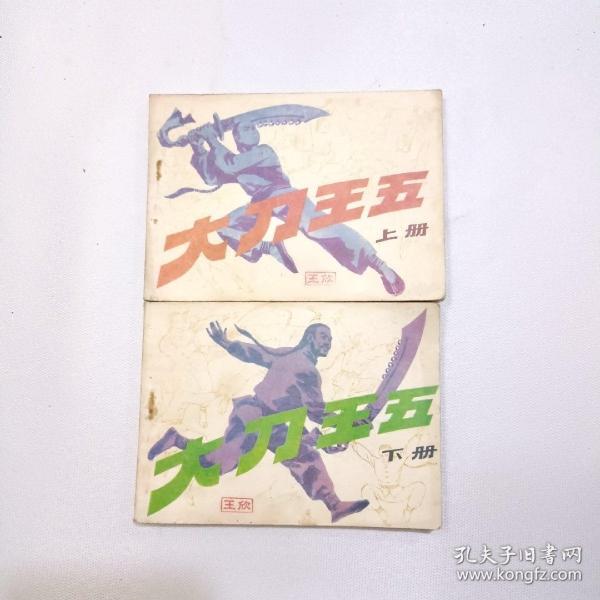 大刀王五
上册
王欣
大刀王五
下册
王欣
孔夫子旧书网
www.kongfz.com